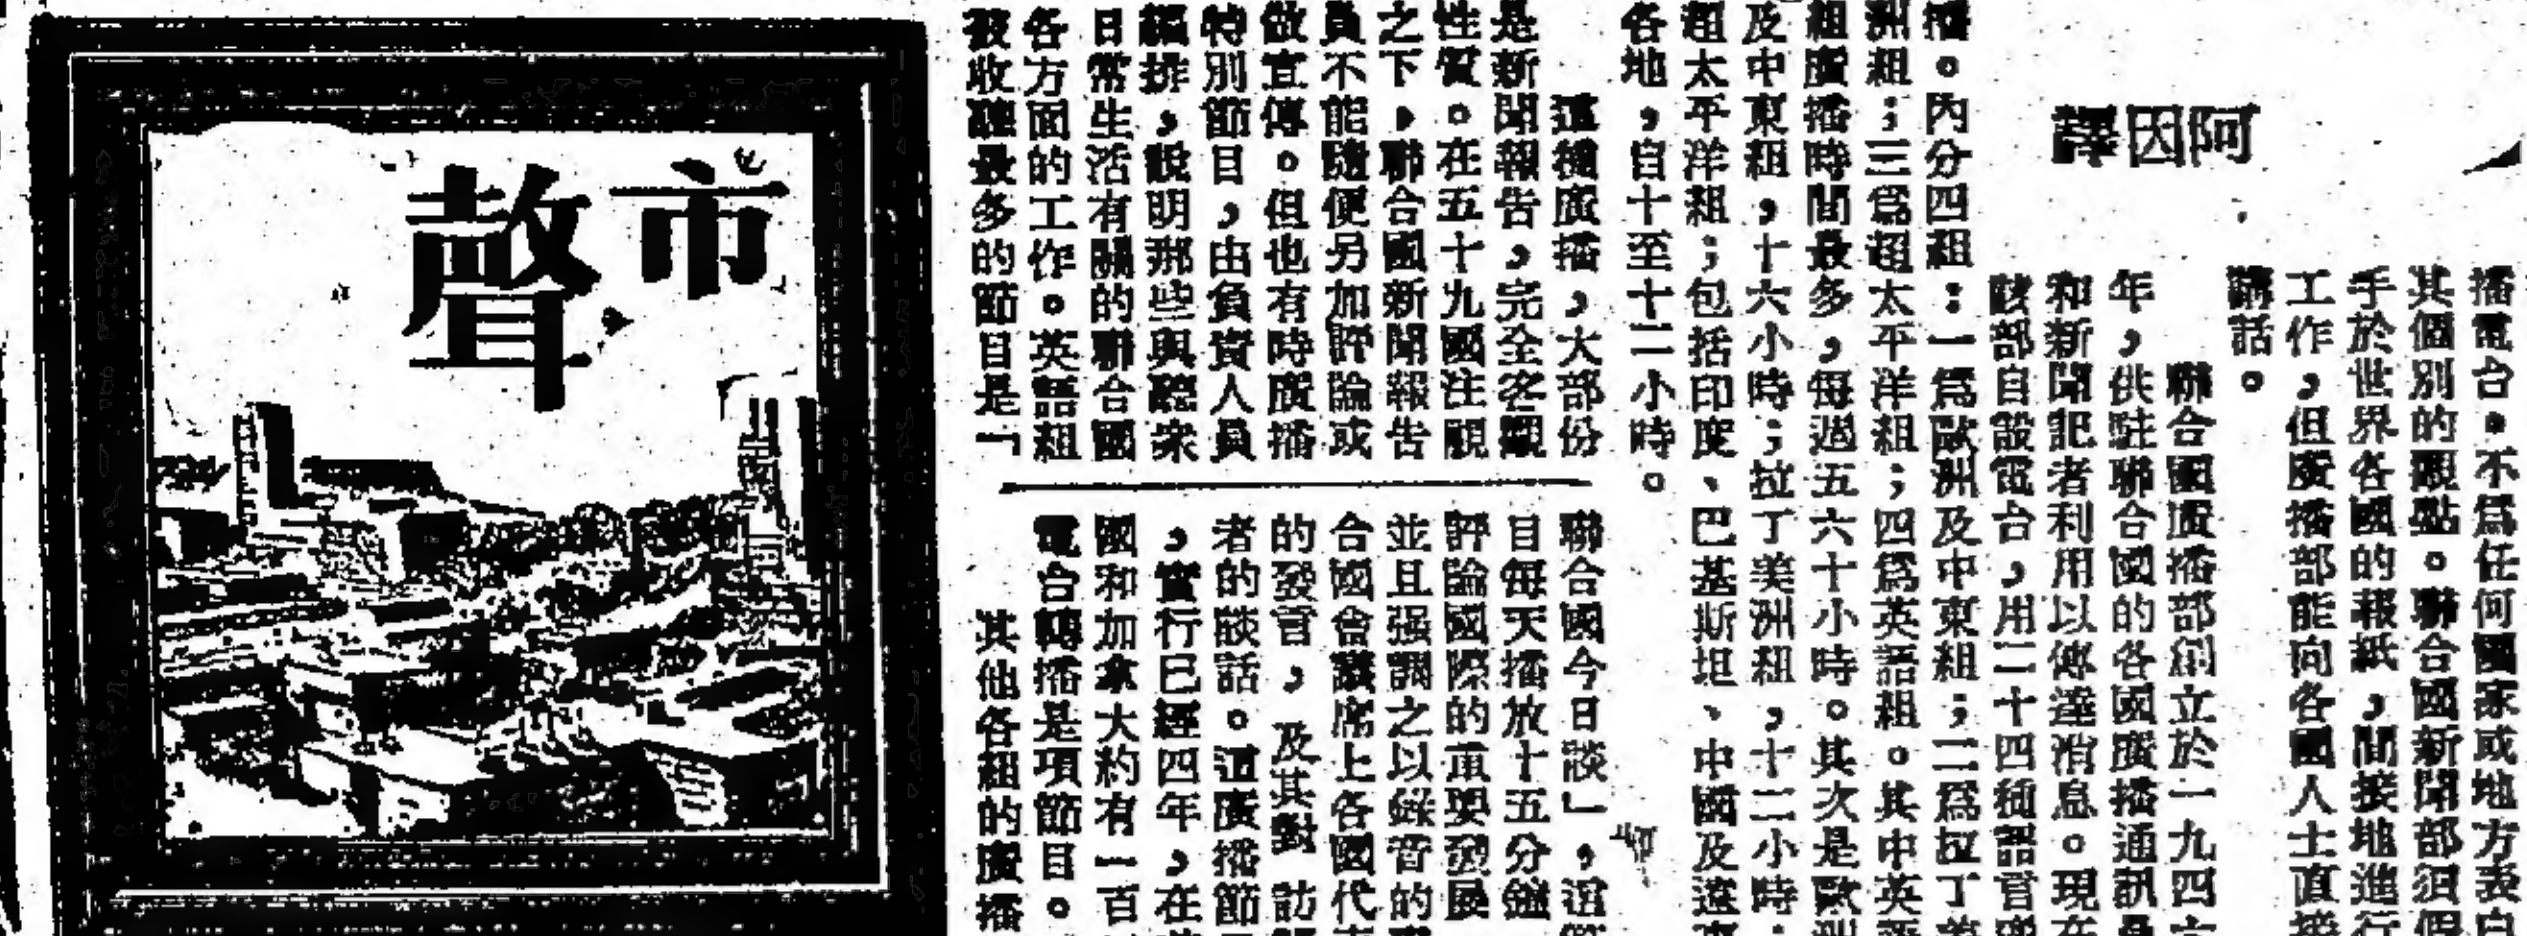 播電台。不爲任何國家或地方表白
其個別的觀點。聯合國新聞部須假
手於世界各國的報紙,間接地進行
工作,但廣播部能向各國人士直接
講話。
阿因譯
聯合國廣播部創立於一九四六
年,供駐聯合國的各國廣播通訊員
和新聞記者利用以傳達消息。現在
該部自設電台,用二十四種語言廣
播。內分四組:一爲歐洲及中東組;二爲拉丁美
洲組;三爲超太平洋組;四爲英語組。其中英語
組廣播時間最多,每週五六十小時。其次是歐洲
及中東組,十六小時;拉丁美洲組,十二小時;
超太平洋組;包括印度、巴基斯坦、中國及遠東
各地,自十至十二小時。
這種廣播,大部份
是新聞報告,完全客觀
性質。在五十九國注視
之下,聯合國新聞報告
員不能隨便另加評論或
做宣傳。但也有時廣播
特別節目,由負責人員
編排,說明那些與聽衆
日常生活有關的聯合國
各方面的工作。英語組
被收聽最多的節目是「
聯合國今日談」,這節
目每天播放十五分鐘
評論國際的重要發展
並且强調之以錄音的
合國會議席上各國代表
的發言,及其對訪
者的談話。這廣播節
,實行已經四年,在
國和加拿大約有一百
電台轉播是項節目。
其他各組的廣播
市聲